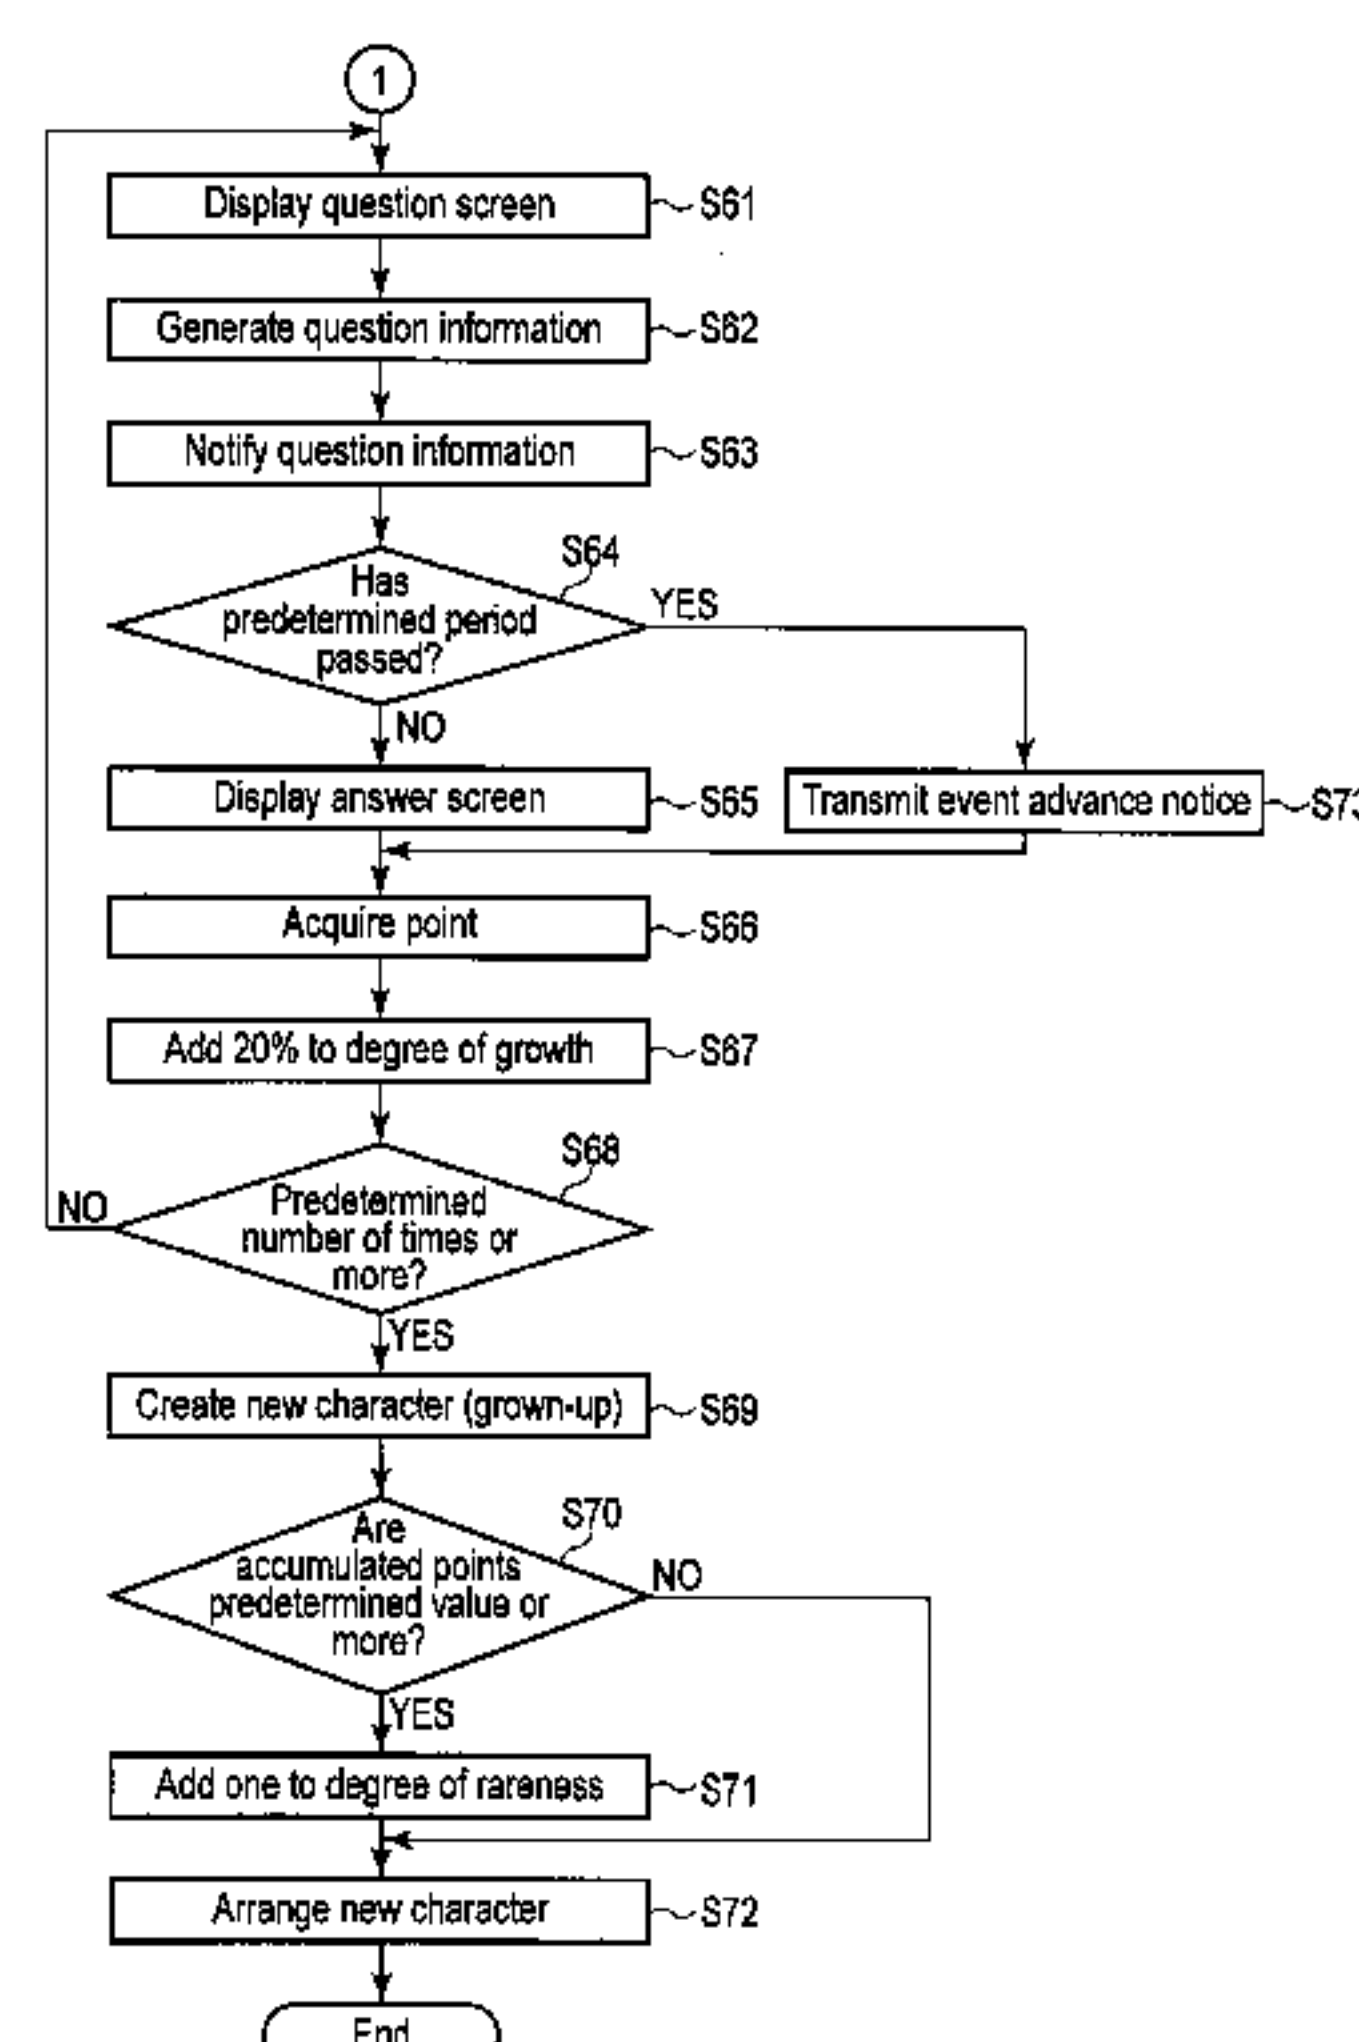 1
Display question screen
S61
Generate question information
S62
Notify question information
S63
S64
Has
predetermined period
passed?
YES
NO
Display answer screen
S65
Transmit event advance notice
S73
Acquire point
S66
Add 20% to degree of growth
S67
S68
Predetermined
number of times or
more?
NO
YES
Create new character (grown-up)
S69
S70
Are
accumulated points
predetermined value or
more?
NO
YES
Add one to degree of rareness
S71
Arrange new character
S72
End